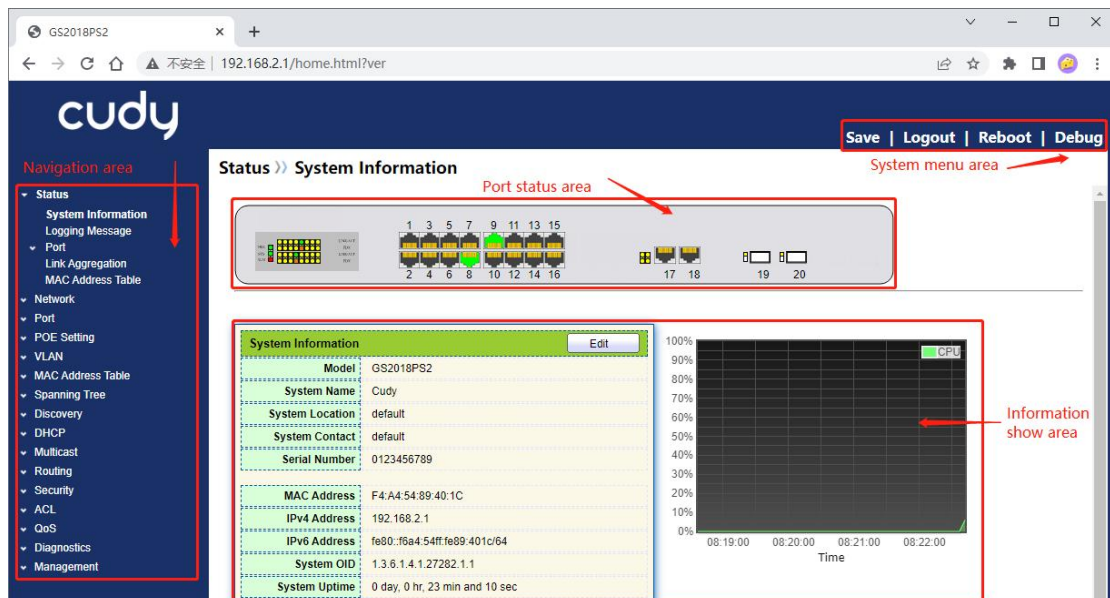 GS2018PS2
不安全 | 192.168.2.1/home.html?ver
cudy
Save | Logout | Reboot | Debug
Navigation area
Status 》 System Information
System menu area
Port status area
Status
System Information
Logging Message
Port
Link Aggregation
MAC Address Table
Network
Port
POE Setting
VLAN
MAC Address Table
Spanning Tree
Discovery
DHCP
Multicast
Routing
Security
ACL
QoS
Diagnostics
Management
1 3 5 7 9 11 13 15
2 4 6 8 10 12 14 16
17 18
19 20
System Information
Edit
Model GS2018PS2
System Name Cudy
System Location default
System Contact default
Serial Number 0123456789
MAC Address F4:A4:54:89:40:1C
IPv4 Address 192.168.2.1
IPv6 Address fe80::f6a4:54ff:fe89:401c/64
System OID 1.3.6.1.4.1.27282.1.1
System Uptime 0 day, 0 hr, 23 min and 10 sec
CPU
100%
90%
80%
70%
60%
50%
40%
30%
20%
10%
0%
08:19:00 08:20:00 08:21:00 08:22:00
Time
Information
show area